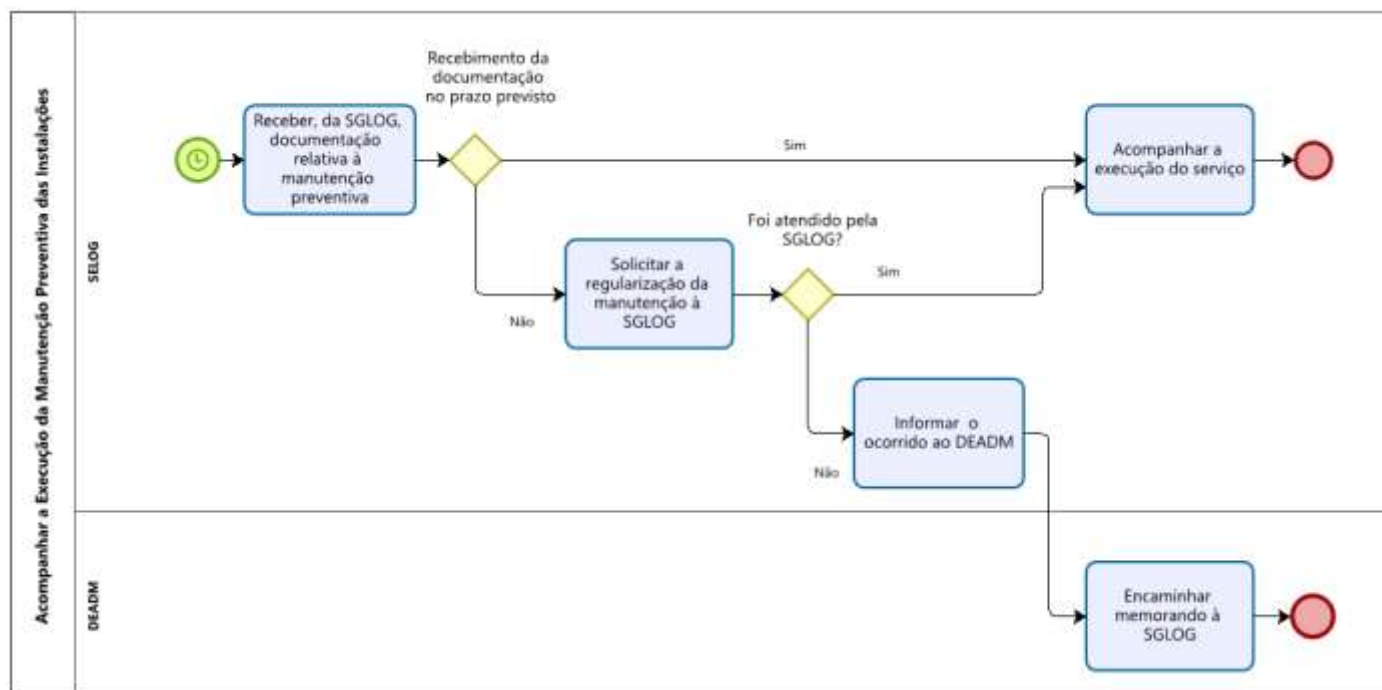 Acompanhar a Execução da Manutenção Preventiva das Instalações
SELOG
Receber, da SGLOG,
documentação
relativa à
manutenção
preventiva
Recebimento da
documentação
no prazo previsto
Sim
Acompanhar a
execução do serviço
Não
Solicitar a
regularização da
manutenção à
SGLOG
Foi atendido pela
SGLOG?
Sim
Não
Informar o
ocorrido ao DEADM
DEADM
Encaminhar
memorando à
SGLOG